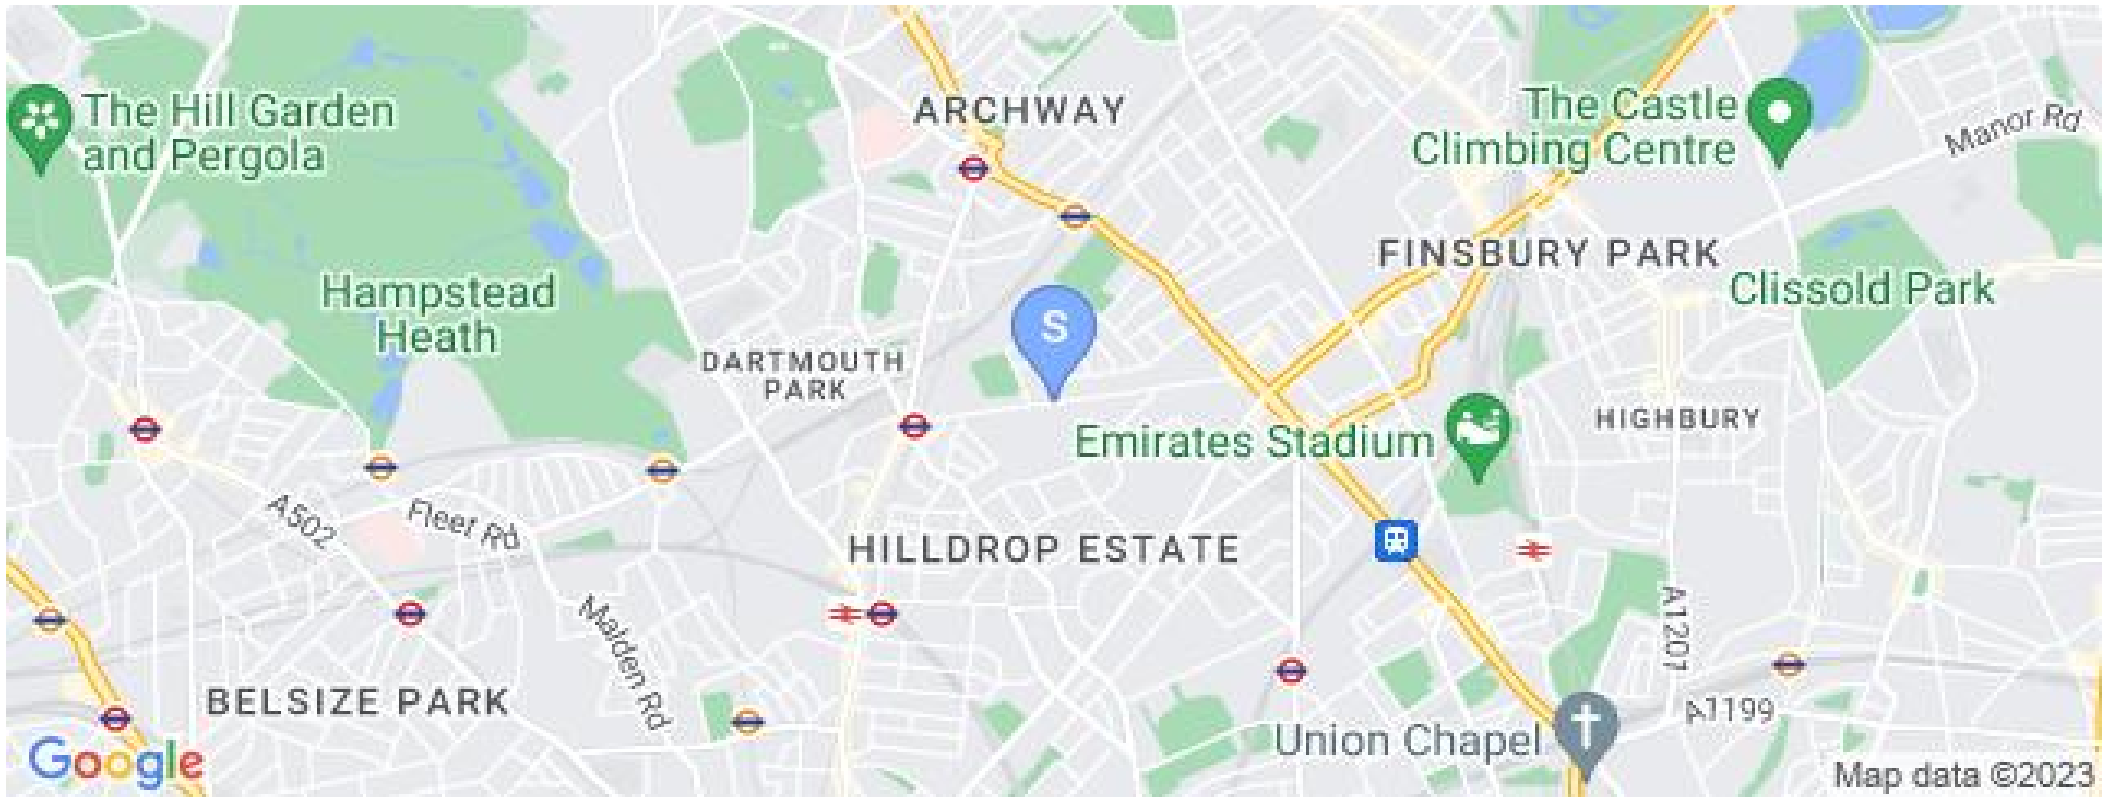 ARCHWAY
The Hill Garden
and Pergola
The Castle
Climbing Centre
Manor Rd
FINSBURY PARK
Clissold Park
Hampstead
Heath
S
DARTMOUTH
PARK
HIGHBURY
Emirates Stadium
A502
Fleet Rd
HILLDROP ESTATE
Malden Rd
A1201
BELSIZE PARK
A1199
Union Chapel
Google
Map data ©2023